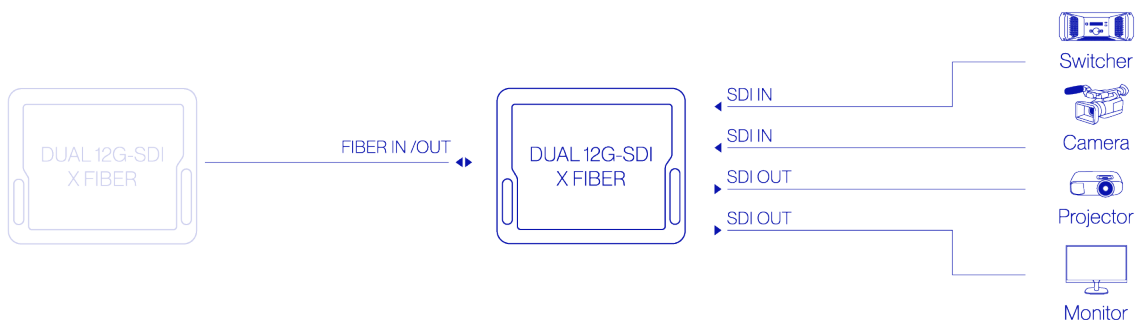 Switcher
SDI IN
DUAL 12G-SDI
X FIBER
FIBER IN /OUT
DUAL 12G-SDI
X FIBER
SDI IN
Camera
SDI OUT
Projector
SDI OUT
Monitor